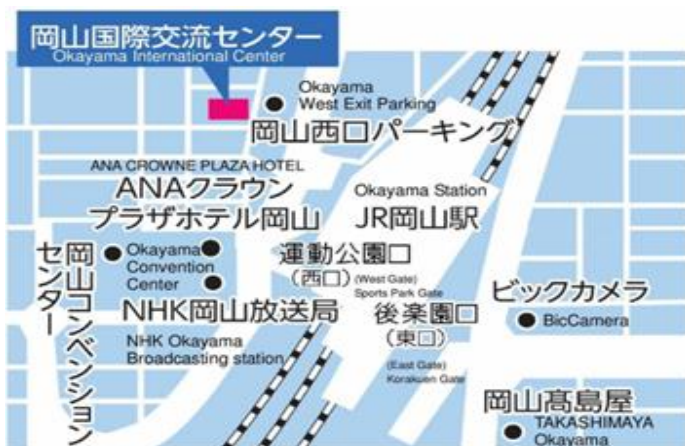 岡山国際交流センター
Okayama International Center
Okayama
West Exit Parking
岡山西口パーキング
ANA CROWNE PLAZA HOTEL
ANAクラウン
プラザホテル岡山
Okayama Station
JR岡山駅
岡山コンベンション
センター
Okayama
Convention
Center
運動公園口
(西口)
(West Gate)
Sports Park Gate
NHK岡山放送局
NHK Okayama
Broadcasting station
後楽園口
(東口)
(East Gate)
Korakuen Gate
ビックカメラ
BicCamera
岡山髙島屋
TAKASHIMAYA
Okayama